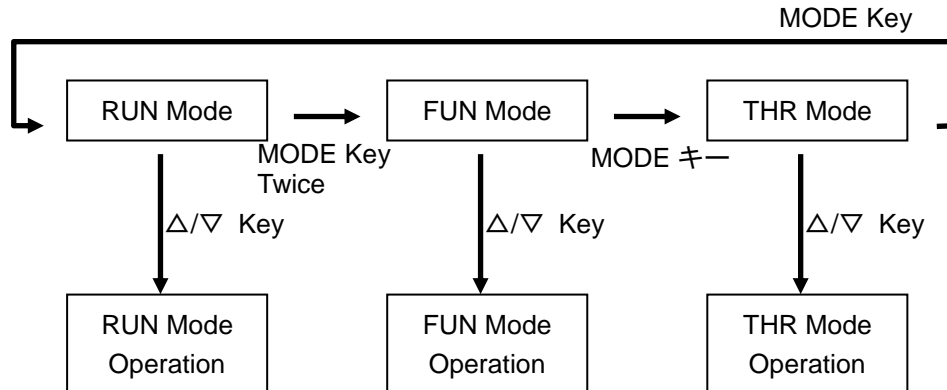 MODE Key
RUN Mode
FUN Mode
THR Mode
MODE Key
Twice
MODE キー
△/▽ Key
△/▽ Key
△/▽ Key
RUN Mode
Operation
FUN Mode
Operation
THR Mode
Operation